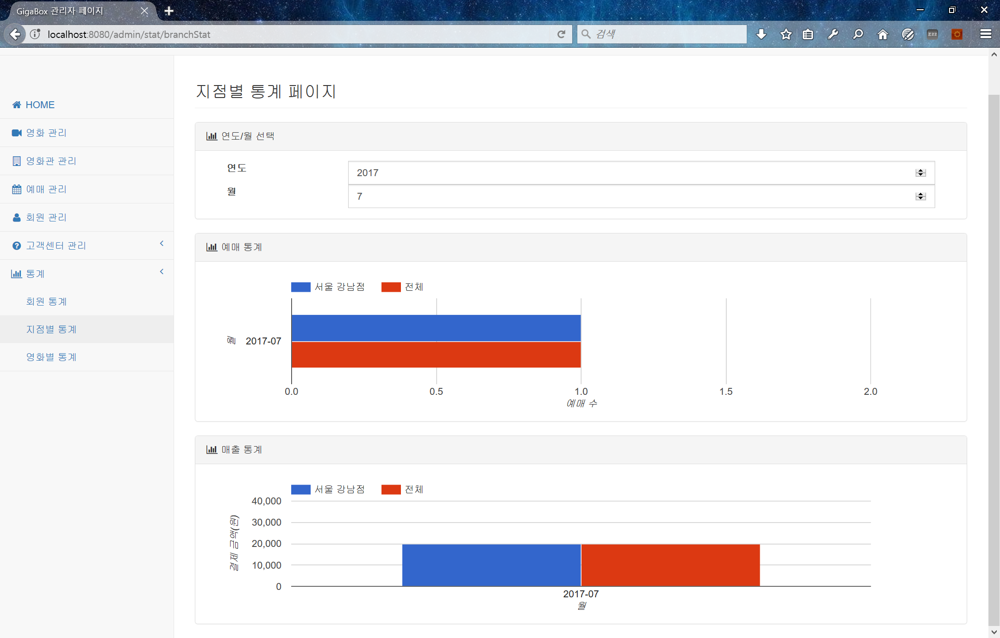 GigaBox 관리자 페이지
localhost:8080/admin/stat/branchStat
검색
zzz
HOME
영화 관리
영화관 관리
예매 관리
회원 관리
고객센터 관리
통계
회원 통계
지점별 통계
영화별 통계
지점별 통계 페이지
연도/월 선택
연도
2017
월
7
예매 통계
서울 강남점 전체
월
2017-07
0.0 0.5 1.0 1.5 2.0
예매 수
매출 통계
서울 강남점 전체
결제 금액(원)
40,000
30,000
20,000
10,000
0
2017-07
월